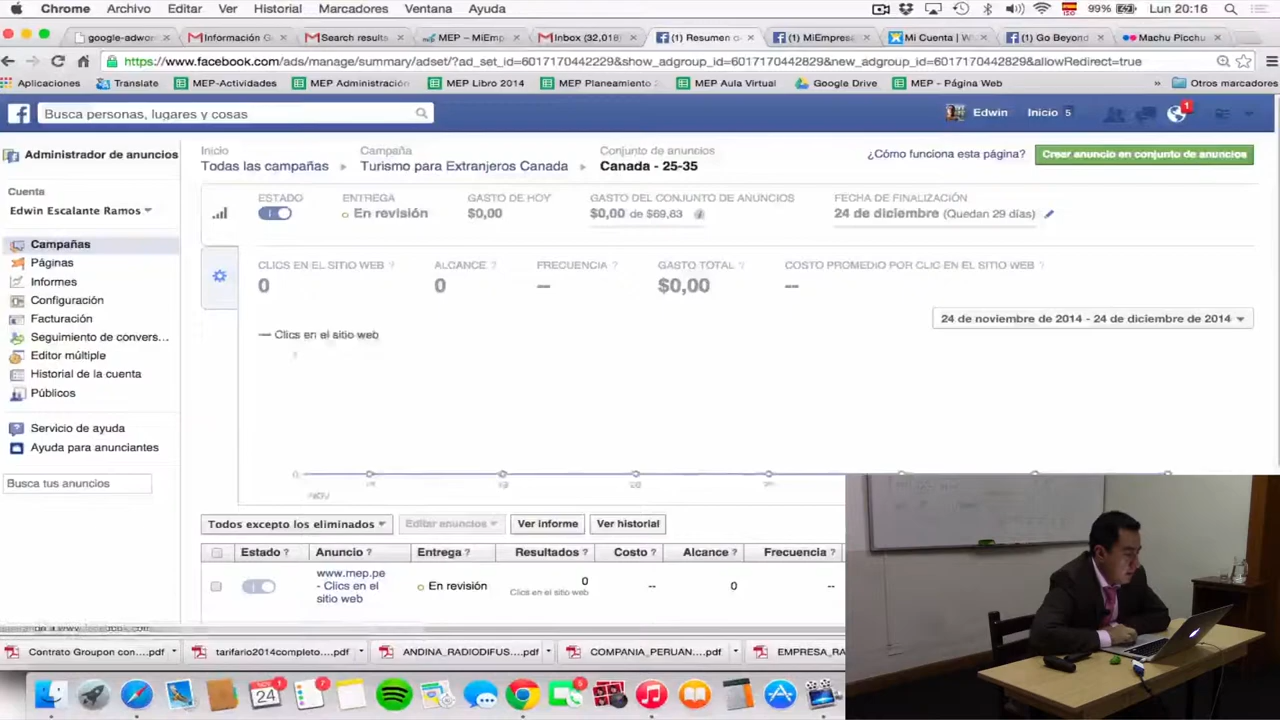 Chrome Archivo Editar Ver Historial Marcadores Ventana Ayuda 99% Lun 20:16
google-adwor Información G Search results MEP – MiEmp Inbox (32,018) (1) Resumen c (1) MiEmpresa Mi Cuenta | W (1) Go Beyond Machu Picchu
https://www.facebook.com/ads/manage/summary/adset/?ad_set_id=6017170442229&show_adgroup_id=6017170442829&new_adgroup_id=6017170442829&allowRedirect=true
Aplicaciones Translate MEP-Actividades MEP Administración MEP Libro 2014 MEP Planeamiento 2 MEP Aula Virtual Google Drive MEP - Página Web » Otros marcadores
Busca personas, lugares y cosas Edwin Inicio 5 1
Administrador de anuncios
Cuenta
Edwin Escalante Ramos
Campañas
Páginas
Informes
Configuración
Facturación
Seguimiento de convers...
Editor múltiple
Historial de la cuenta
Públicos
Servicio de ayuda
Ayuda para anunciantes
Busca tus anuncios
Inicio Campaña Conjunto de anuncios
Todas las campañas Turismo para Extranjeros Canada Canada - 25-35
¿Cómo funciona esta página? Crear anuncio en conjunto de anuncios
ESTADO ENTREGA GASTO DE HOY GASTO DEL CONJUNTO DE ANUNCIOS FECHA DE FINALIZACIÓN
En revisión $0,00 $0,00 de $69,83 24 de diciembre (Quedan 29 días)
CLICS EN EL SITIO WEB ? ALCANCE ? FRECUENCIA ? GASTO TOTAL ? COSTO PROMEDIO POR CLIC EN EL SITIO WEB ?
0 0 -- $0,00 --
24 de noviembre de 2014 - 24 de diciembre de 2014
Clics en el sitio web
0
NOV
Todos excepto los eliminados Editar anuncios Ver informe Ver historial
Estado ? Anuncio ? Entrega ? Resultados ? Costo ? Alcance ? Frecuencia ?
www.mep.pe - Clics en el sitio web En revisión 0 Clics en el sitio web -- 0 --
Contrato Groupon con....pdf tarifario2014completo....pdf ANDINA_RADIODIFUS....pdf COMPANIA_PERUAN....pdf EMPRESA_RA
24